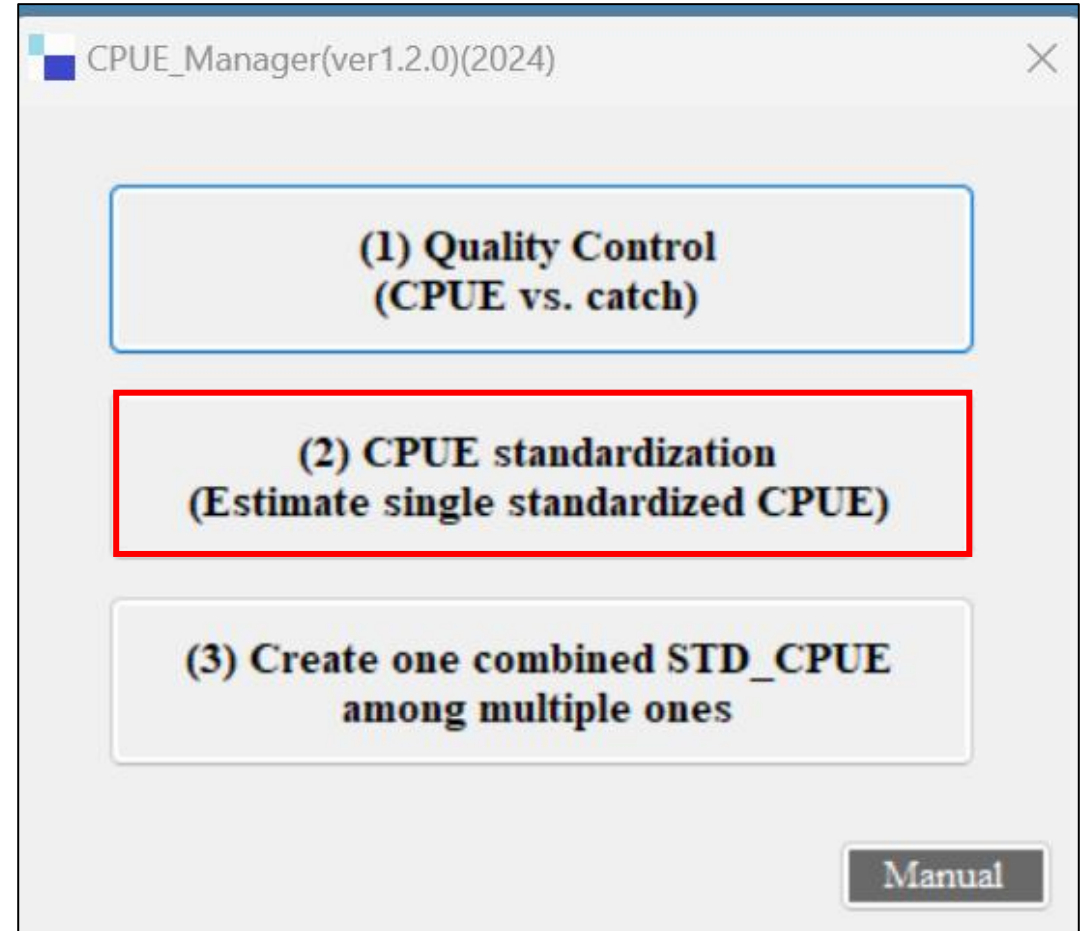 CPUE_Manager(ver1.2.0)(2024)
(1) Quality Control
(CPUE vs. catch)
(2) CPUE standardization
(Estimate single standardized CPUE)
(3) Create one combined STD_CPUE
among multiple ones
Manual